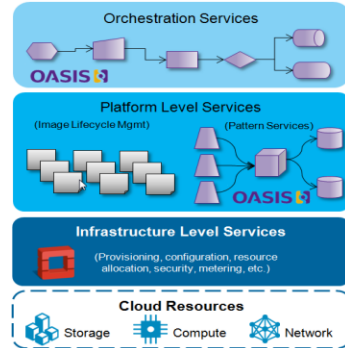 Orchestration Services
OASIS
Platform Level Services
(Image Lifecycle Mgmt)
(Pattern Services)
OASIS
Infrastructure Level Services
(Provisioning, configuration, resource
allocation, security, metering, etc.)
Cloud Resources
Storage
Compute
Network